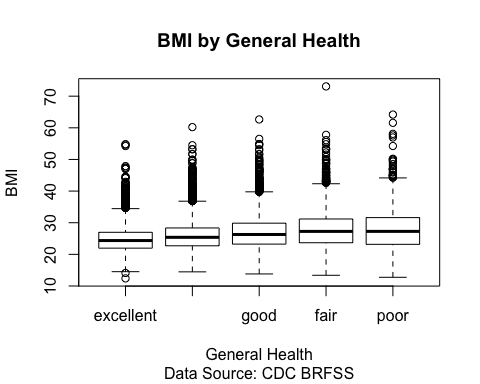 BMI by General Health
BMI
70
60
50
40
30
20
10
excellent good fair poor
General Health
Data Source: CDC BRFSS